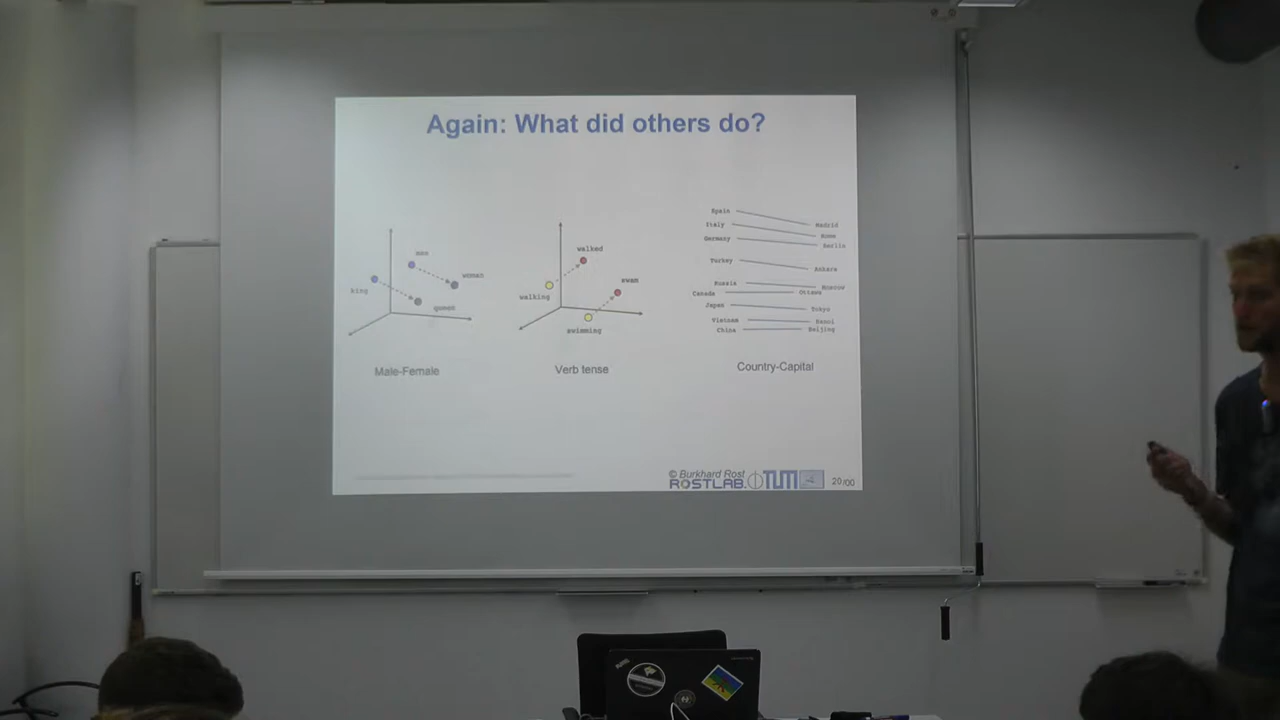 Again: What did others do?
man
woman
king
queen
Male-Female
walked
swam
walking
swimming
Verb tense
Spain Madrid
Italy Rome
Germany Berlin
Turkey Ankara
Russia Moscow
Canada Ottawa
Japan Tokyo
Vietnam Hanoi
China Beijing
Country-Capital
© Burkhard Rost
ROSTLAB. TUM
20/00